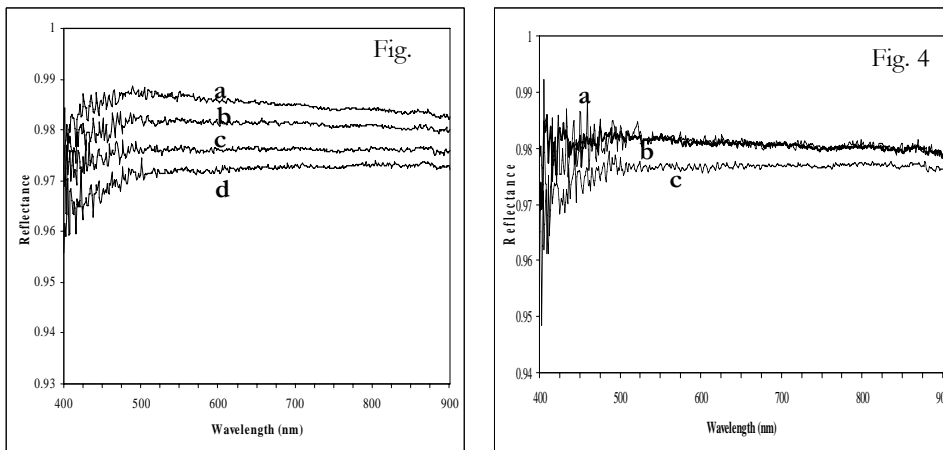 Fig.
1
0.99
0.98
0.97
0.96
0.95
0.94
0.93
Reflectance
a
b
c
d
400 500 600 700 800 900
Wavelength (nm)
Fig. 4
1
0.99
0.98
0.97
0.96
0.95
0.94
Reflectance
a
b
c
400 500 600 700 800 900
Wavelength (nm)